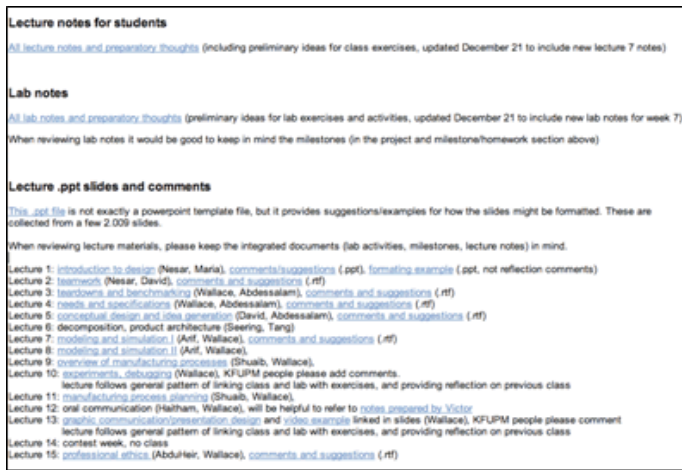 Lecture notes for students
All lecture notes and preparatory thoughts (including preliminary ideas for class exercises, updated December 21 to include new lecture 7 notes)
Lab notes
All lab notes and preparatory thoughts (preliminary ideas for lab exercises and activities, updated December 21 to include new lab notes for week 7)
When reviewing lab notes it would be good to keep in mind the milestones (in the project and milestone/homework section above)
Lecture .ppt slides and comments
This .ppt file is not exactly a powerpoint template file, but it provides suggestions/examples for how the slides might be formatted. These are
collected from a few 2.009 slides.
When reviewing lecture materials, please keep the integrated documents (lab activities, milestones, lecture notes) in mind.
Lecture 1: introduction to design (Nesar, Maria), comments/suggestions (.ppt), formating example (.ppt, not reflection comments)
Lecture 2: teamwork (Nesar, David), comments and suggestions (.rtf)
Lecture 3: teardowns and benchmarking (Wallace, Abdessalam), comments and suggestions (.rtf)
Lecture 4: needs and specifications (Wallace, Abdessalam), comments and suggestions (.rtf)
Lecture 5: conceptual design and idea generation (David, Abdessalam), comments and suggestions (.rtf)
Lecture 6: decomposition, product architecture (Seering, Tang)
Lecture 7: modeling and simulation I (Arif, Wallace), comments and suggestions (.rtf)
Lecture 8: modeling and simulation II (Arif, Wallace),
Lecture 9: overview of manufacturing processes (Shuaib, Wallace),
Lecture 10: experiments, debugging (Wallace), KFUPM people please add comments.
lecture follows general pattern of linking class and lab with exercises, and providing reflection on previous class
Lecture 11: manufacturing process planning (Shuaib, Wallace),
Lecture 12: oral communication (Haitham, Wallace), will be helpful to refer to notes prepared by Victor
Lecture 13: graphic communication/presentation design and video example linked in slides (Wallace), KFUPM people please comment
lecture follows general pattern of linking class and lab with exercises, and providing reflection on previous class
Lecture 14: contest week, no class
Lecture 15: professional ethics (AbdulHeir, Wallace), comments and suggestions (.rtf)